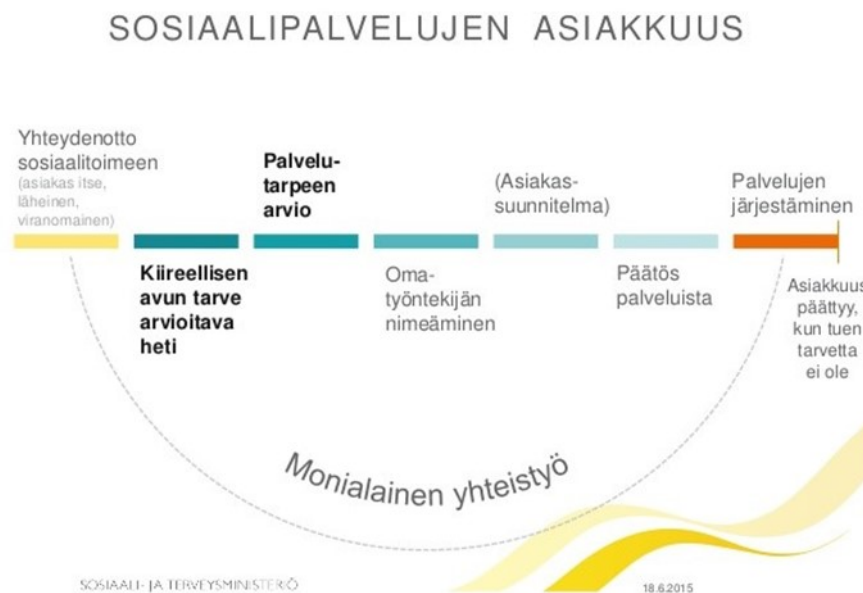 SOSIAALIPALVELUJEN ASIAKKUUS
Yhteydenotto
sosiaalitoimeen
(asiakas itse,
läheinen,
viranomainen)
Kiireellisen
avun tarve
arvioitava
heti
Palvelu-
tarpeen
arvio
Oma-
työntekijän
nimeäminen
(Asiakas-
suunnitelma)
Päätös
palveluista
Palvelujen
järjestäminen
Asiakkuus
päättyy,
kun tuen
tarvetta
ei ole
Monialainen yhteistyö
SOSIAALI- JA TERVEYSMINISTERIÖ
18.6.2015